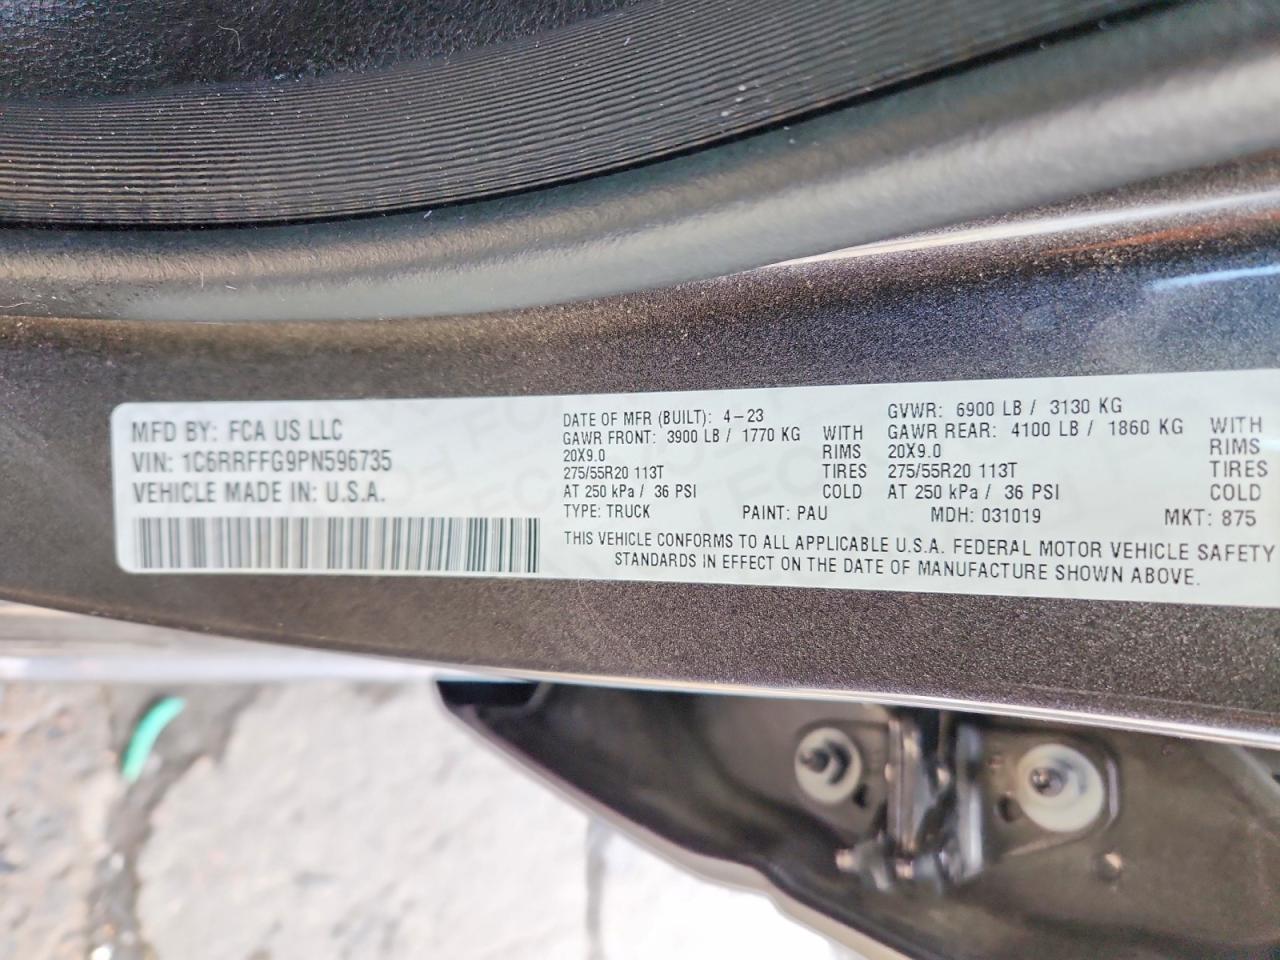 MFD BY: FCA US LLC
VIN: 1C6RRFFG9PN596735
VEHICLE MADE IN: U.S.A.
DATE OF MFR (BUILT): 4-23
GAWR FRONT: 3900 LB / 1770 KG WITH
20X9.0 RIMS
275/55R20 113T TIRES
AT 250 kPa / 36 PSI COLD
GVWR: 6900 LB / 3130 KG
GAWR REAR: 4100 LB / 1860 KG WITH
20X9.0 RIMS
275/55R20 113T TIRES
AT 250 kPa / 36 PSI COLD
TYPE: TRUCK PAINT: PAU MDH: 031019 MKT: 875
THIS VEHICLE CONFORMS TO ALL APPLICABLE U.S.A. FEDERAL MOTOR VEHICLE SAFETY
STANDARDS IN EFFECT ON THE DATE OF MANUFACTURE SHOWN ABOVE.